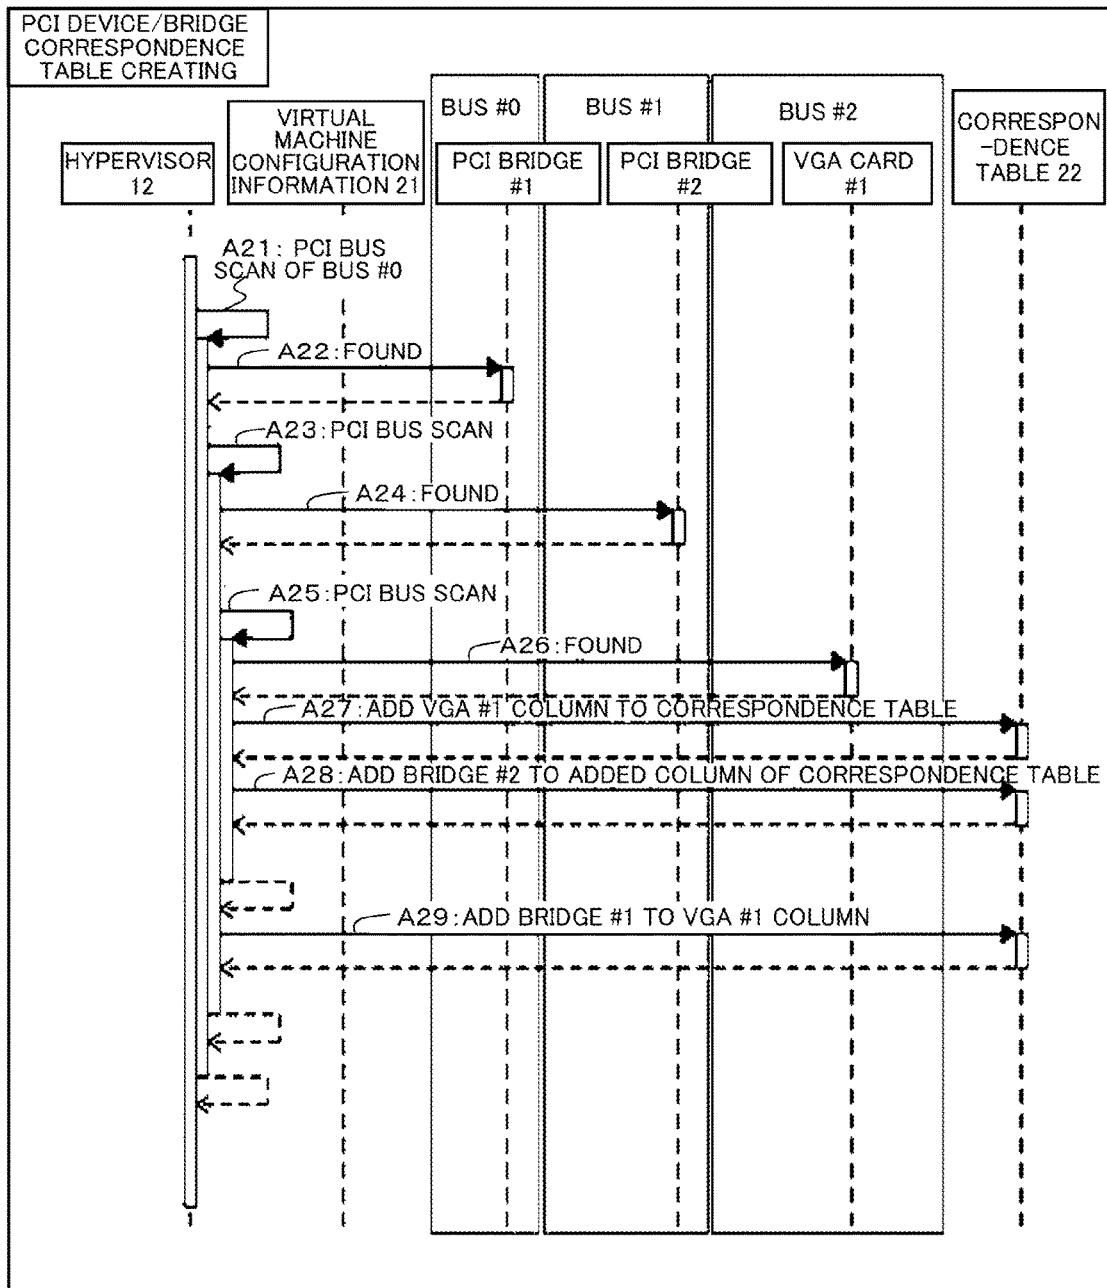 PCI DEVICE/BRIDGE
CORRESPONDENCE
TABLE CREATING
HYPERVISOR
12
VIRTUAL
MACHINE
CONFIGURATION
INFORMATION 21
BUS #0
PCI BRIDGE
#1
BUS #1
PCI BRIDGE
#2
BUS #2
VGA CARD
#1
CORRESPON
-DENCE
TABLE 22
A21: PCI BUS
SCAN OF BUS #0
A22:FOUND
A23:PCI BUS SCAN
A24:FOUND
A25:PCI BUS SCAN
A26:FOUND
A27:ADD VGA #1 COLUMN TO CORRESPONDENCE TABLE
A28:ADD BRIDGE #2 TO ADDED COLUMN OF CORRESPONDENCE TABLE
A29:ADD BRIDGE #1 TO VGA #1 COLUMN